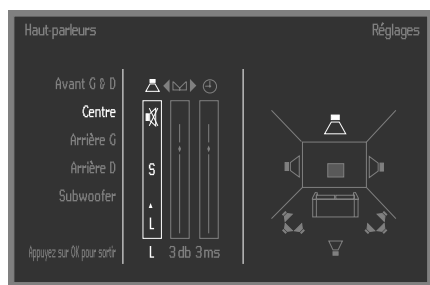 Haut-parleurs
Réglages
Avant G & D
Centre
Arrière G
Arrière D
Subwoofer
S
L
Appuyez sur OK pour sortir
L 3 db 3 ms